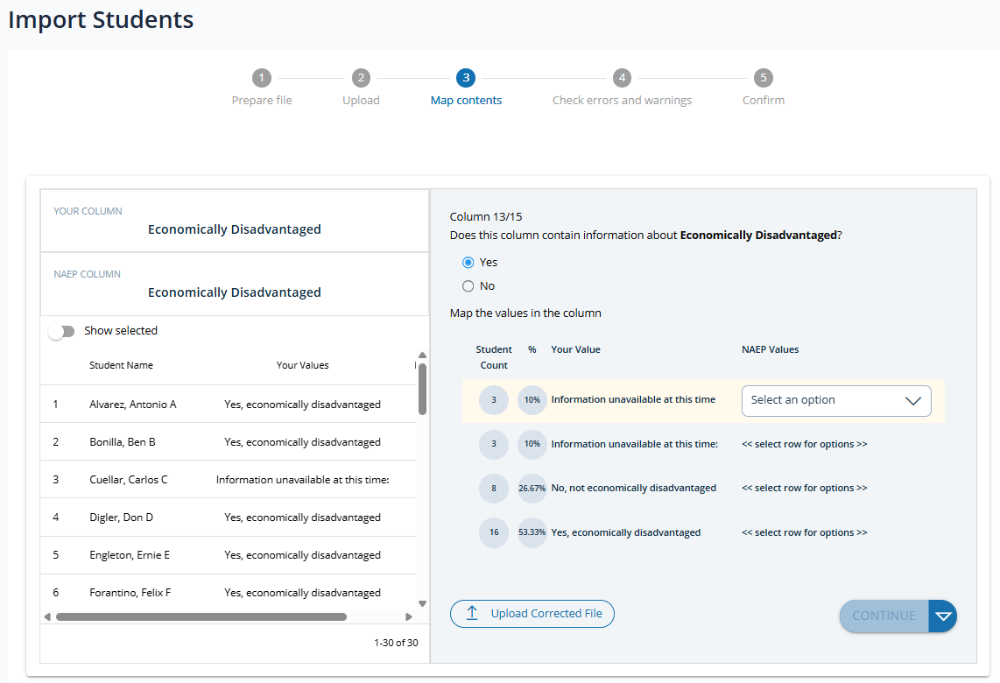 Import Students
1 2 3 4 5
Prepare file Upload Map contents Check errors and warnings Confirm
YOUR COLUMN
Economically Disadvantaged
NAEP COLUMN
Economically Disadvantaged
Show selected
Student Name Your Values
1 Alvarez, Antonio A Yes, economically disadvantaged
2 Bonilla, Ben B Yes, economically disadvantaged
3 Cuellar, Carlos C Information unavailable at this time:
4 Digler, Don D Yes, economically disadvantaged
5 Engleton, Ernie E Yes, economically disadvantaged
6 Forantino, Felix F Yes, economically disadvantaged
1-30 of 30
Column 13/15
Does this column contain information about Economically Disadvantaged?
Yes
No
Map the values in the column
Student % Your Value NAEP Values
Count
3 10% Information unavailable at this time Select an option
3 10% Information unavailable at this time: << select row for options >>
8 26.67% No, not economically disadvantaged << select row for options >>
16 53.33% Yes, economically disadvantaged << select row for options >>
Upload Corrected File
CONTINUE